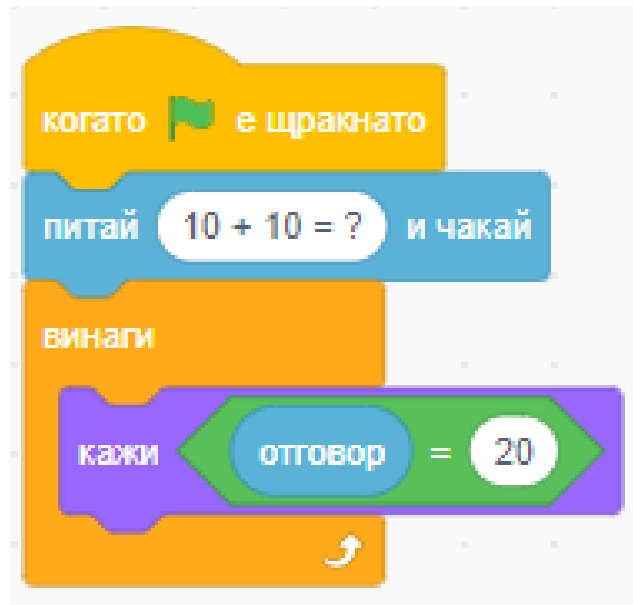 когато е щракнато
питай 10 + 10 = ? и чакай
винаги
кажи отговор = 20